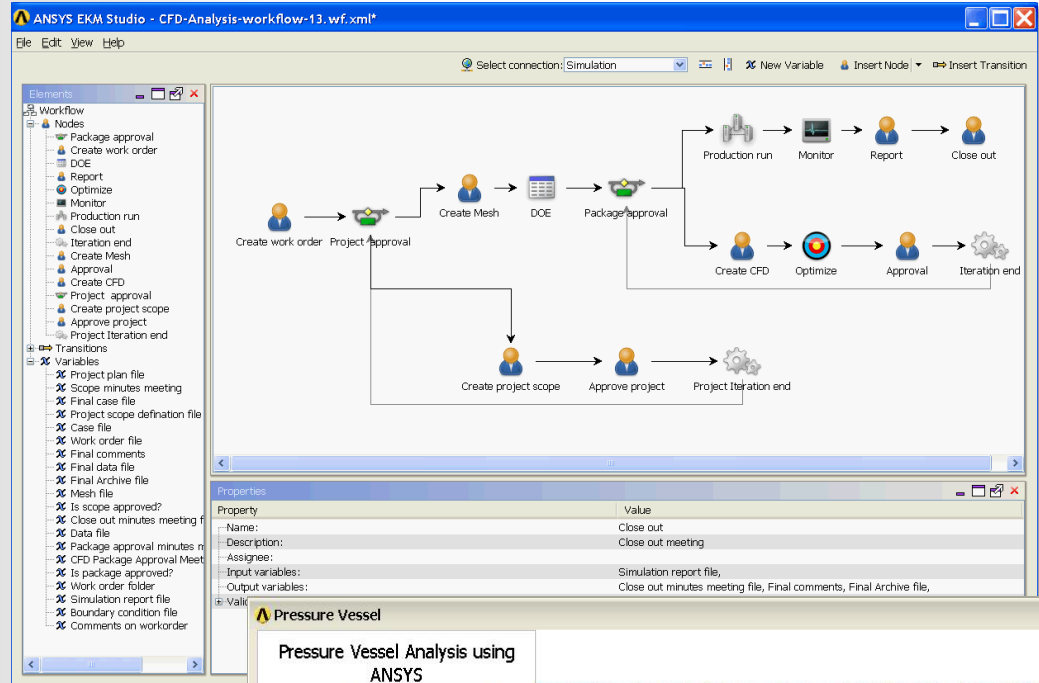 ANSYS EKM Studio - CFD-Analysis-workflow-13.wf.xml*
File Edit View Help
Select connection: Simulation New Variable Insert Node Insert Transition
Elements
Workflow
Nodes
Package approval
Create work order
DOE
Report
Optimize
Monitor
Production run
Close out
Iteration end
Create Mesh
Approval
Create CFD
Project approval
Create project scope
Approve project
Project Iteration end
Transitions
Variables
Project plan file
Scope minutes meeting
Final case file
Project scope defination file
Case file
Work order file
Final comments
Final data file
Final Archive file
Mesh file
Is scope approved?
Close out minutes meeting f
Data file
Package approval minutes m
CFD Package Approval Meet
Is package approved?
Work order folder
Simulation report file
Boundary condition file
Comments on workorder
Production run Monitor Report Close out
Create Mesh DOE Package approval
Create work order Project Approval
Create CFD Optimize Approval Iteration end
Create project scope Approve project Project Iteration end
Properties
Property Value
Name: Close out
Description: Close out meeting
Assignee:
Input variables: Simulation report file,
Output variables: Close out minutes meeting file, Final comments, Final Archive file,
Valid
Pressure Vessel
Pressure Vessel Analysis using
ANSYS